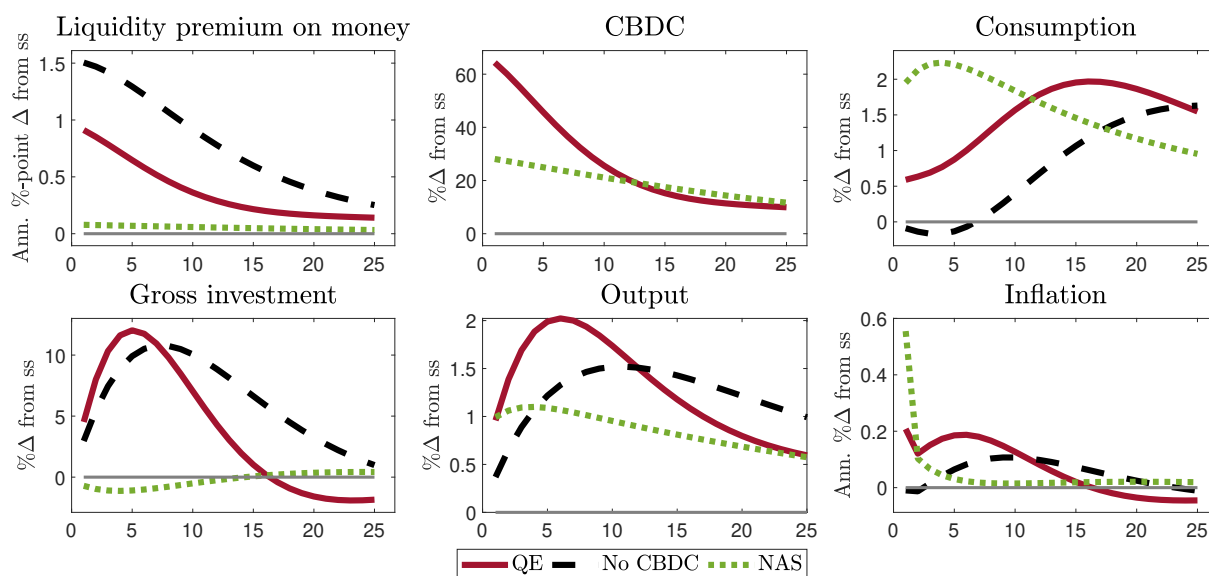 Liquidity premium on money
Ann. %-point Δ from ss
1.5
1
0.5
0
0 5 10 15 20 25
CBDC
%Δ from ss
60
40
20
0
0 5 10 15 20 25
Consumption
%Δ from ss
2
1.5
1
0.5
0
0 5 10 15 20 25
Gross investment
%Δ from ss
10
5
0
0 5 10 15 20 25
Output
%Δ from ss
2
1.5
1
0.5
0
0 5 10 15 20 25
Inflation
Ann. %Δ from ss
0.6
0.4
0.2
0
0 5 10 15 20 25
QE No CBDC NAS